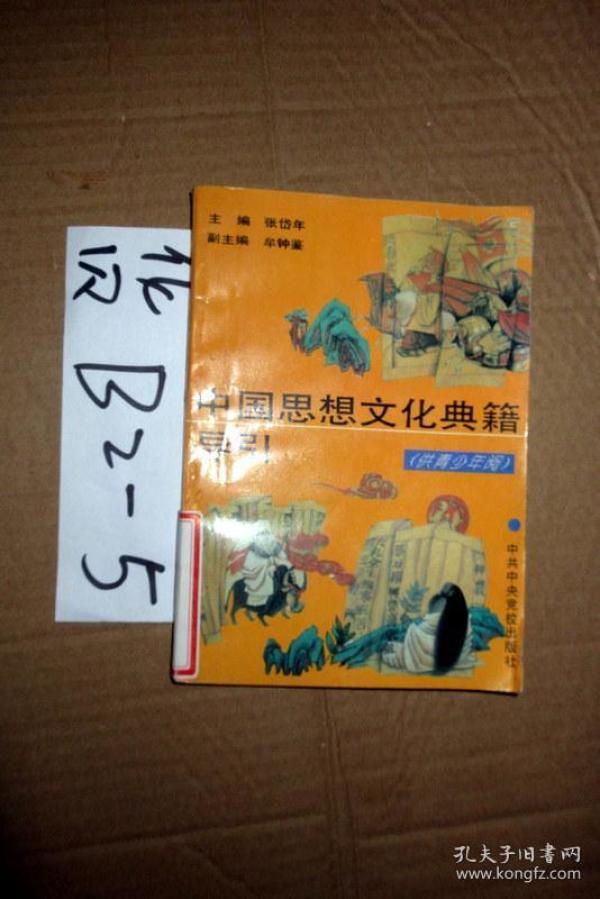 主 编 张岱年
副主编 牟钟鉴
中国思想文化典籍
导引
(供青少年阅)
中共中央党校出版社
B2-5
孔夫子旧书网
www.kongfz.com